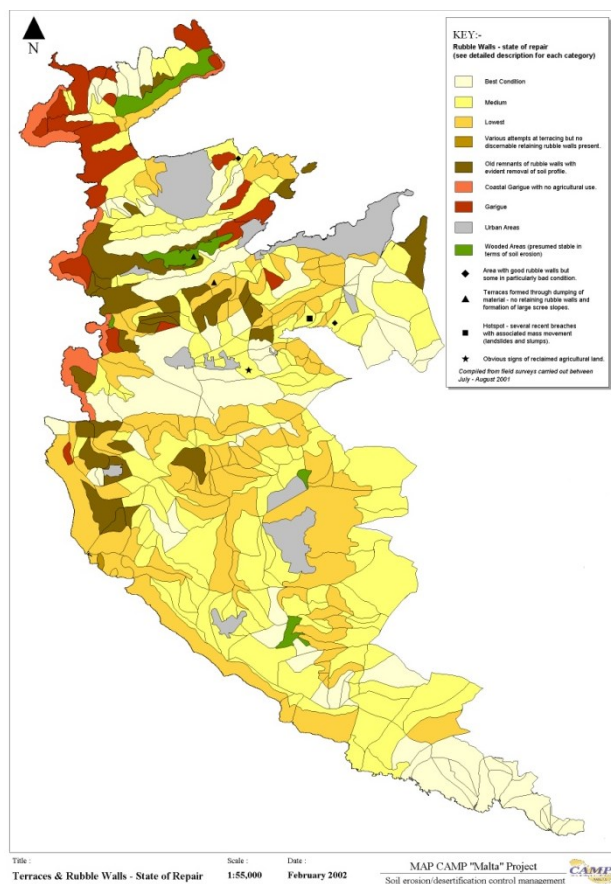 N
KEY:-
Rubble Walls - state of repair
(see detailed description for each category)
Best Condition
Medium
Lowest
Various attempts at terracing but no
discernable retaining rubble walls present.
Old remnants of rubble walls with
evident removal of soil profile.
Coastal Garigue with no agricultural use.
Garigue
Urban Areas
Wooded Areas (presumed stable in
terms of soil erosion)
Area with good rubble walls but
some in particularly bad condition.
Terraces formed through dumping of
material - no retaining rubble walls and
formation of large scree slopes.
Hotspot - several recent breaches
with associated mass movement
(landslides and slumps).
Obvious signs of reclaimed agricultural land.
Compiled from field surveys carried out between
July - August 2001
Title :
Terraces & Rubble Walls - State of Repair
Scale :
1:55,000
Date :
February 2002
MAP CAMP "Malta" Project
Soil erosion/desertification control management
CAMP